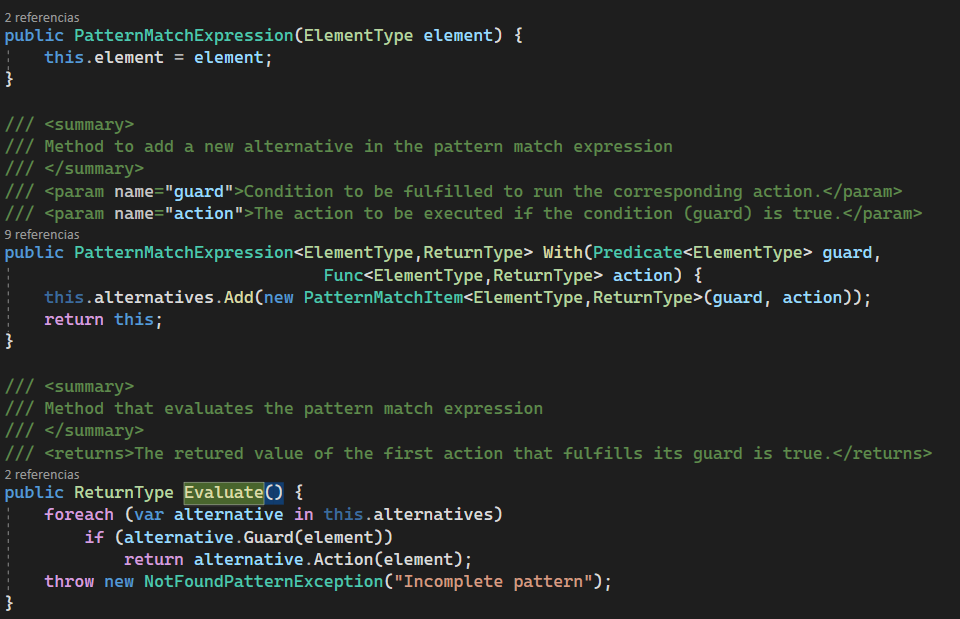 2 referencias
public PatternMatchExpression(ElementType element) {
    this.element = element;
}
/// <summary>
/// Method to add a new alternative in the pattern match expression
/// </summary>
/// <param name="guard">Condition to be fulfilled to run the corresponding action.</param>
/// <param name="action">The action to be executed if the condition (guard) is true.</param>
9 referencias
public PatternMatchExpression<ElementType,ReturnType> With(Predicate<ElementType> guard,
                                Func<ElementType,ReturnType> action) {
    this.alternatives.Add(new PatternMatchItem<ElementType,ReturnType>(guard, action));
    return this;
}
/// <summary>
/// Method that evaluates the pattern match expression
/// </summary>
/// <returns>The retured value of the first action that fulfills its guard is true.</returns>
2 referencias
public ReturnType Evaluate() {
    foreach (var alternative in this.alternatives)
        if (alternative.Guard(element))
            return alternative.Action(element);
    throw new NotFoundPatternException("Incomplete pattern");
}